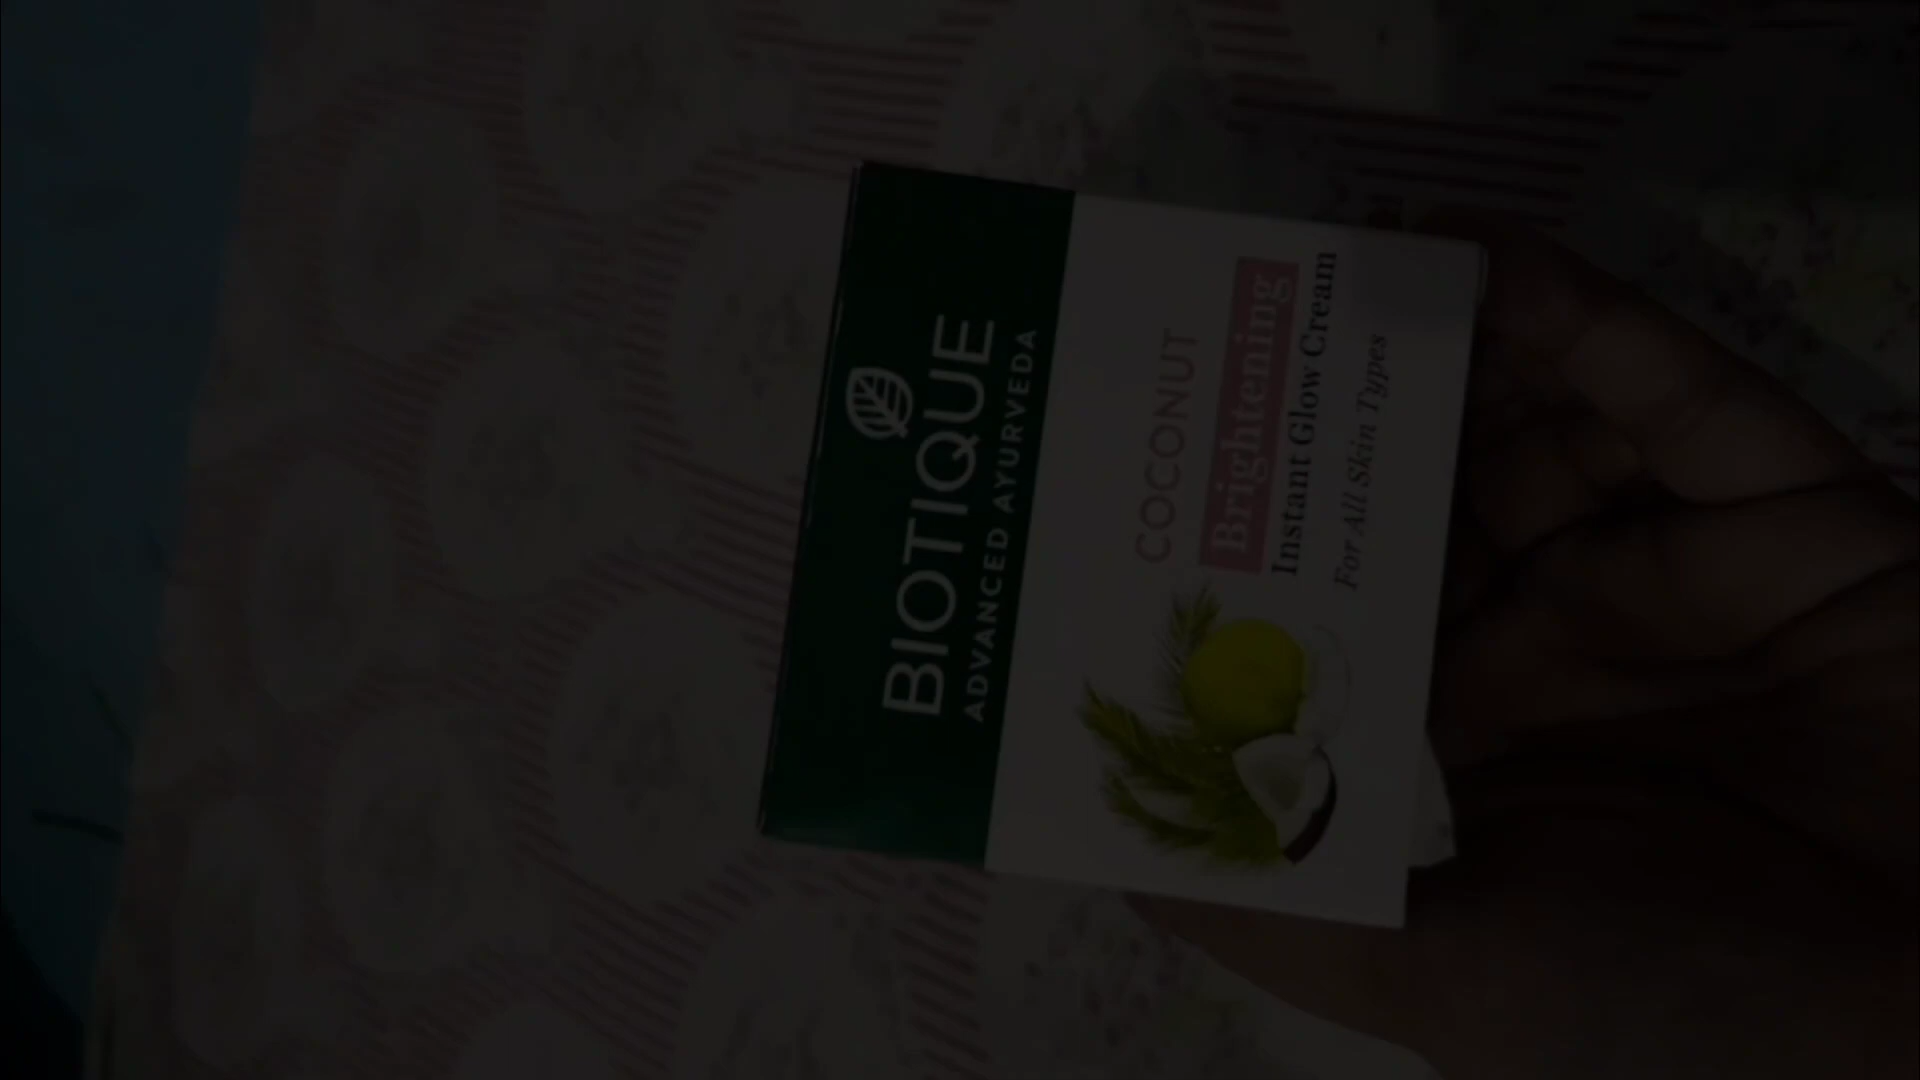 BIOTIQUE
ADVANCED AYURVEDA
COCONUT
Brightening
Instant Glow Cream
For All Skin Types